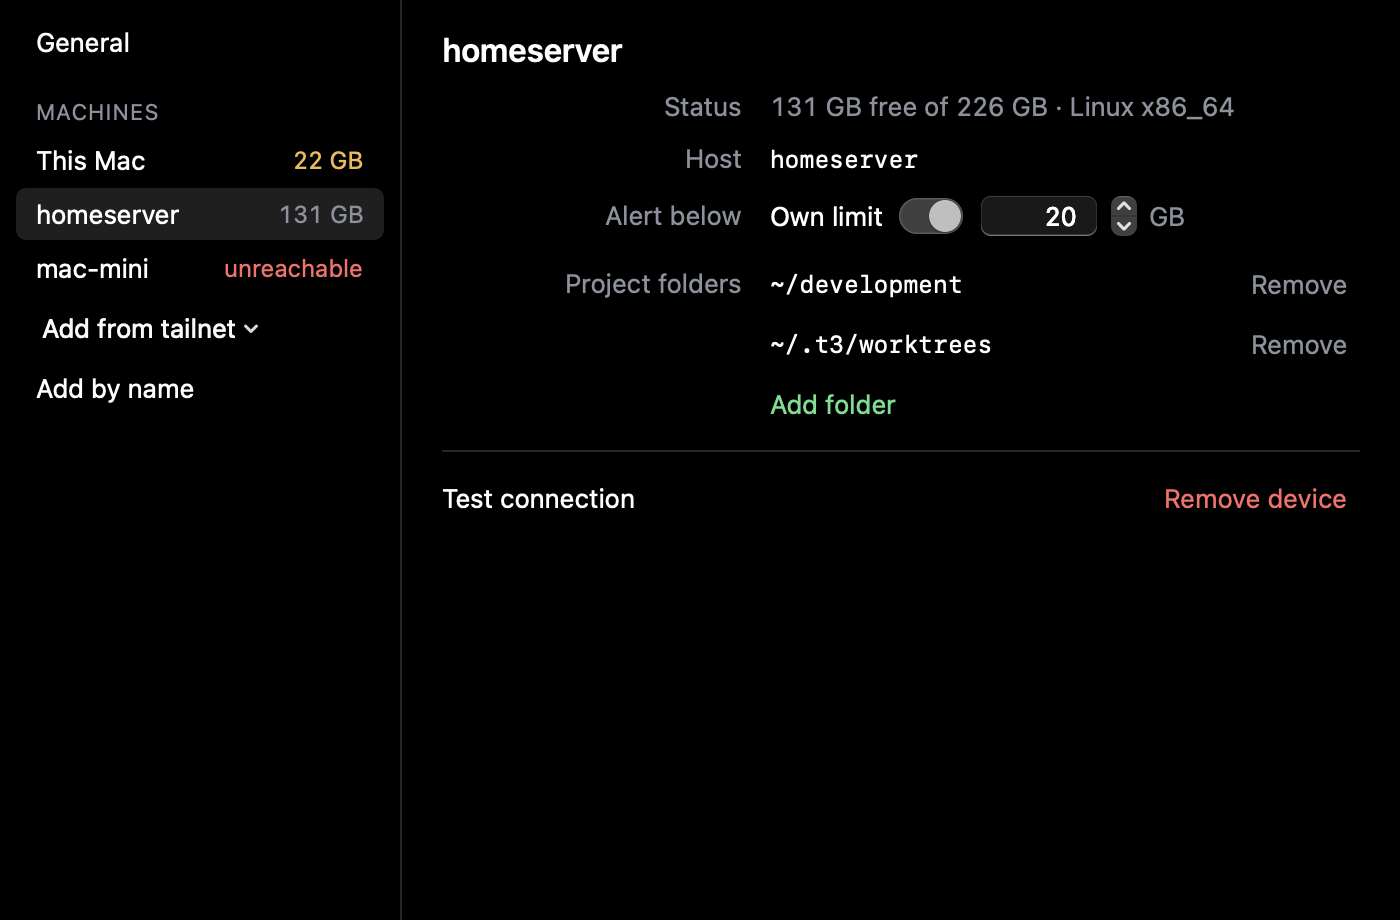 General
MACHINES
This Mac 22 GB
homeserver 131 GB
mac-mini unreachable
Add from tailnet
Add by name
homeserver
Status 131 GB free of 226 GB · Linux x86_64
Host homeserver
Alert below Own limit 20 GB
Project folders ~/development Remove
~/.t3/worktrees Remove
Add folder
Test connection Remove device